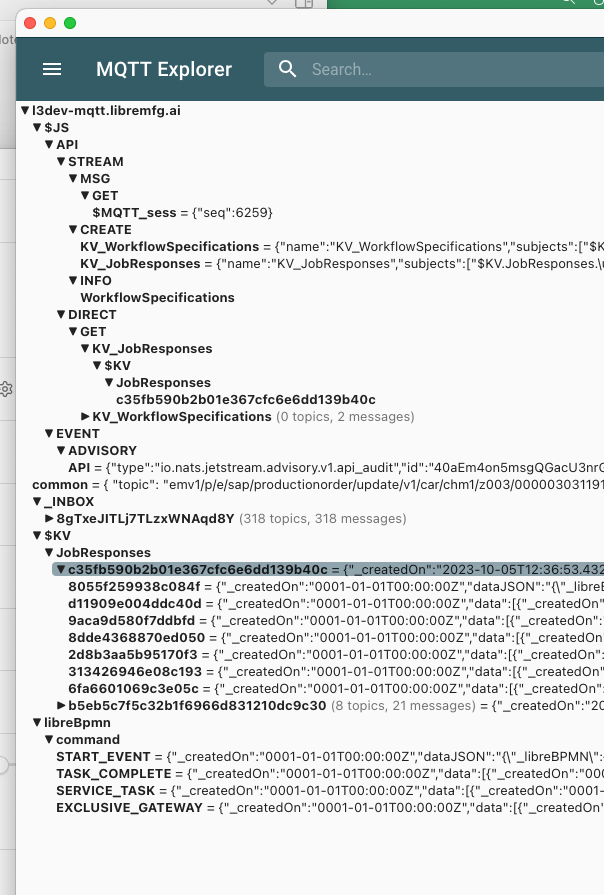 MQTT Explorer
Search...
▼l3dev-mqtt.libremfg.ai
▼$JS
▼API
▼STREAM
▼MSG
▼GET
$MQTT_sess = {"seq":6259}
▼CREATE
KV_WorkflowSpecifications = {"name":"KV_WorkflowSpecifications","subjects":["$K
KV_JobResponses = {"name":"KV_JobResponses","subjects":["$KV.JobResponses.\u
▼INFO
WorkflowSpecifications
▼DIRECT
▼GET
▼KV_JobResponses
▼$KV
▼JobResponses
c35fb590b2b01e367cfc6e6dd139b40c
▶KV_WorkflowSpecifications (0 topics, 2 messages)
▼EVENT
▼ADVISORY
API = {"type":"io.nats.jetstream.advisory.v1.api_audit","id":"40aEm4on5msgQGacU3nrG
common = { "topic": "emv1/p/e/sap/productionorder/update/v1/car/chm1/z003/000003031191
▼_INBOX
▶8gTxeJITLj7TLzxWNAqd8Y (318 topics, 318 messages)
▼$KV
▼JobResponses
▼c35fb590b2b01e367cfc6e6dd139b40c = {"_createdOn":"2023-10-05T12:36:53.432
8055f259938c084f = {"_createdOn":"0001-01-01T00:00:00Z","dataJSON":"{\"_libreB
d11909e004ddc40d = {"_createdOn":"0001-01-01T00:00:00Z","data":[{"_createdOn"
9aca9d580f7ddbfd = {"_createdOn":"0001-01-01T00:00:00Z","data":[{"_createdOn":
8dde4368870ed050 = {"_createdOn":"0001-01-01T00:00:00Z","data":[{"_createdOn"
2d8b3aa5b95170f3 = {"_createdOn":"0001-01-01T00:00:00Z","data":[{"_createdOn":
313426946e08c193 = {"_createdOn":"0001-01-01T00:00:00Z","data":[{"_createdOn":
6fa6601069c3e05c = {"_createdOn":"0001-01-01T00:00:00Z","data":[{"_createdOn":
▶b5eb5c7f5c32b1f6966d831210dc9c30 (8 topics, 21 messages) = {"_createdOn":"20
▼libreBpmn
▼command
START_EVENT = {"_createdOn":"0001-01-01T00:00:00Z","dataJSON":"{\"_libreBPMN\":
TASK_COMPLETE = {"_createdOn":"0001-01-01T00:00:00Z","data":[{"_createdOn":"000
SERVICE_TASK = {"_createdOn":"0001-01-01T00:00:00Z","data":[{"_createdOn":"0001-
EXCLUSIVE_GATEWAY = {"_createdOn":"0001-01-01T00:00:00Z","data":[{"_createdOn":